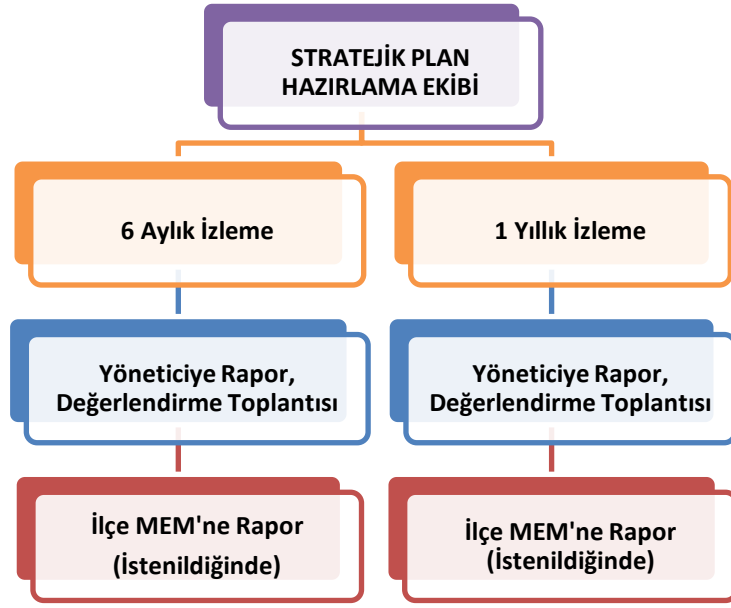 STRATEJİK PLAN
HAZIRLAMA EKİBİ
6 Aylık İzleme
1 Yıllık İzleme
Yöneticiye Rapor,
Değerlendirme Toplantısı
Yöneticiye Rapor,
Değerlendirme Toplantısı
İlçe MEM'ne Rapor
(İstenildiğinde)
İlçe MEM'ne Rapor
(İstenildiğinde)